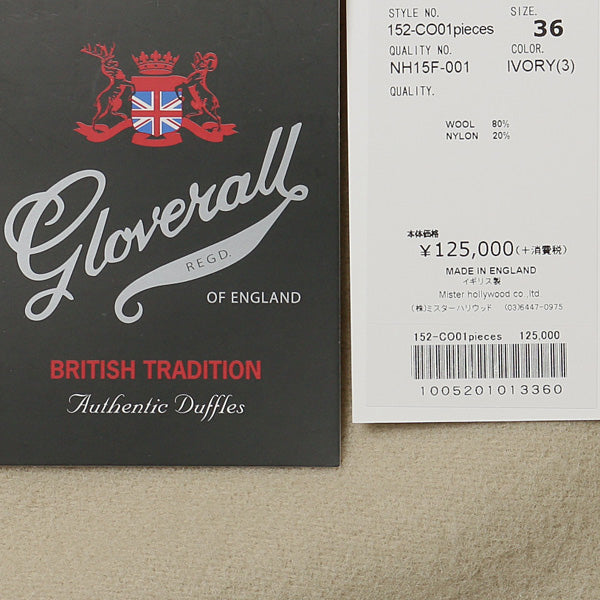 Gloverall
REGD.
OF ENGLAND
BRITISH TRADITION
Authentic Duffles
STYLE NO. SIZE.
152-CO01pieces 36
QUALITY NO. COLOR.
NH15F-001 IVORY(3)
QUALITY.
WOOL 80%
NYLON 20%
本体価格
¥125,000(+消費税)
MADE IN ENGLAND
イギリス製
Mister hollywood co.,ltd
(株)ミスターハリウッド (03)6447-0975
152-CO01pieces 125,000
1005201013360